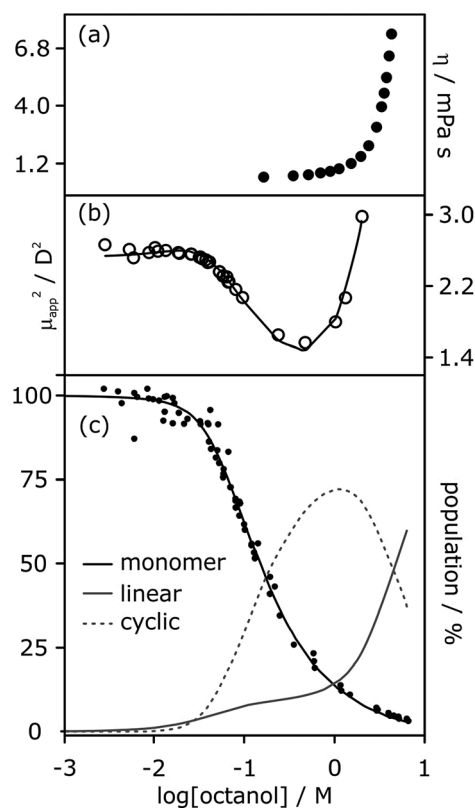 (a)
6.8
4.0
1.2
η / mPa s
(b)
μapp² / D²
3.0
2.2
1.4
(c)
100
75
50
25
0
monomer
linear
cyclic
population / %
-3 -2 -1 0 1
log[octanol] / M